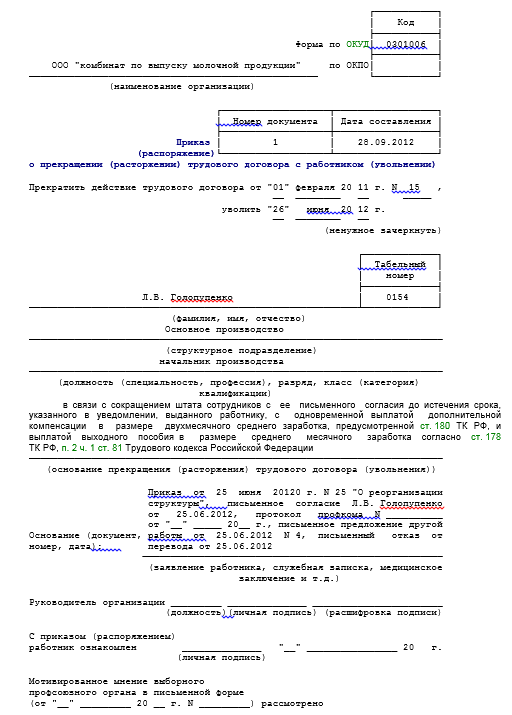 Код
Форма по ОКУД 0301006
ООО "комбинат по выпуску молочной продукции" по ОКПО
(наименование организации)
Номер документа Дата составления
Приказ 1 28.09.2012
(распоряжение)
о прекращении (расторжении) трудового договора с работником (увольнении)
Прекратить действие трудового договора от "01" февраля 20 11 г. N 15 ,
уволить "26" июня 20 12 г.
(ненужное зачеркнуть)
Табельный
номер
Л.В. Голопупенко 0154
(фамилия, имя, отчество)
Основное производство
(структурное подразделение)
начальник производства
(должность (специальность, профессия), разряд, класс (категория)
квалификации)
в связи с сокращением штата сотрудников с ее письменного согласия до истечения срока,
указанного в уведомлении, выданного работнику, с одновременной выплатой дополнительной
компенсации в размере двухмесячного среднего заработка, предусмотренной ст. 180 ТК РФ, и
выплатой выходного пособия в размере среднего месячного заработка согласно ст. 178
ТК РФ, п. 2 ч. 1 ст. 81 Трудового кодекса Российской Федерации
(основание прекращения (расторжения) трудового договора (увольнения))
Приказ от 25 июня 20120 г. N 25 "О реорганизации
структуры", письменное согласие Л.В. Голопупенко
от 25.06.2012, протокол профкома N _________
от "__" _____ 20__ г., письменное предложение другой
Основание (документ, работы от 25.06.2012 N 4, письменный отказ от
номер, дата): перевода от 25.06.2012
(заявление работника, служебная записка, медицинское
заключение и т.д.)
Руководитель организации _________ ______________ _______________________
(должность)(личная подпись) (расшифровка подписи)
С приказом (распоряжением)
работник ознакомлен ______________ "__" ________________ 20 г.
(личная подпись)
Мотивированное мнение выборного
профсоюзного органа в письменной форме
(от "__" _________ 20 __ г. N _________) рассмотрено